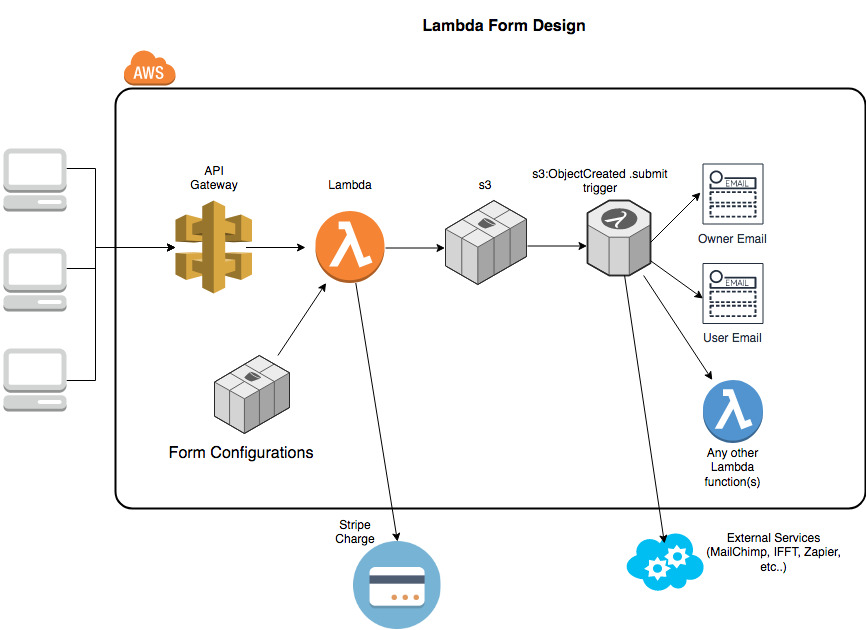 Lambda Form Design
AWS
API
Gateway
Lambda
s3
s3:ObjectCreated .submit
trigger
EMAIL
Owner Email
EMAIL
User Email
Form Configurations
Any other
Lambda
function(s)
Stripe
Charge
External Services
(MailChimp, IFFT, Zapier,
etc..)